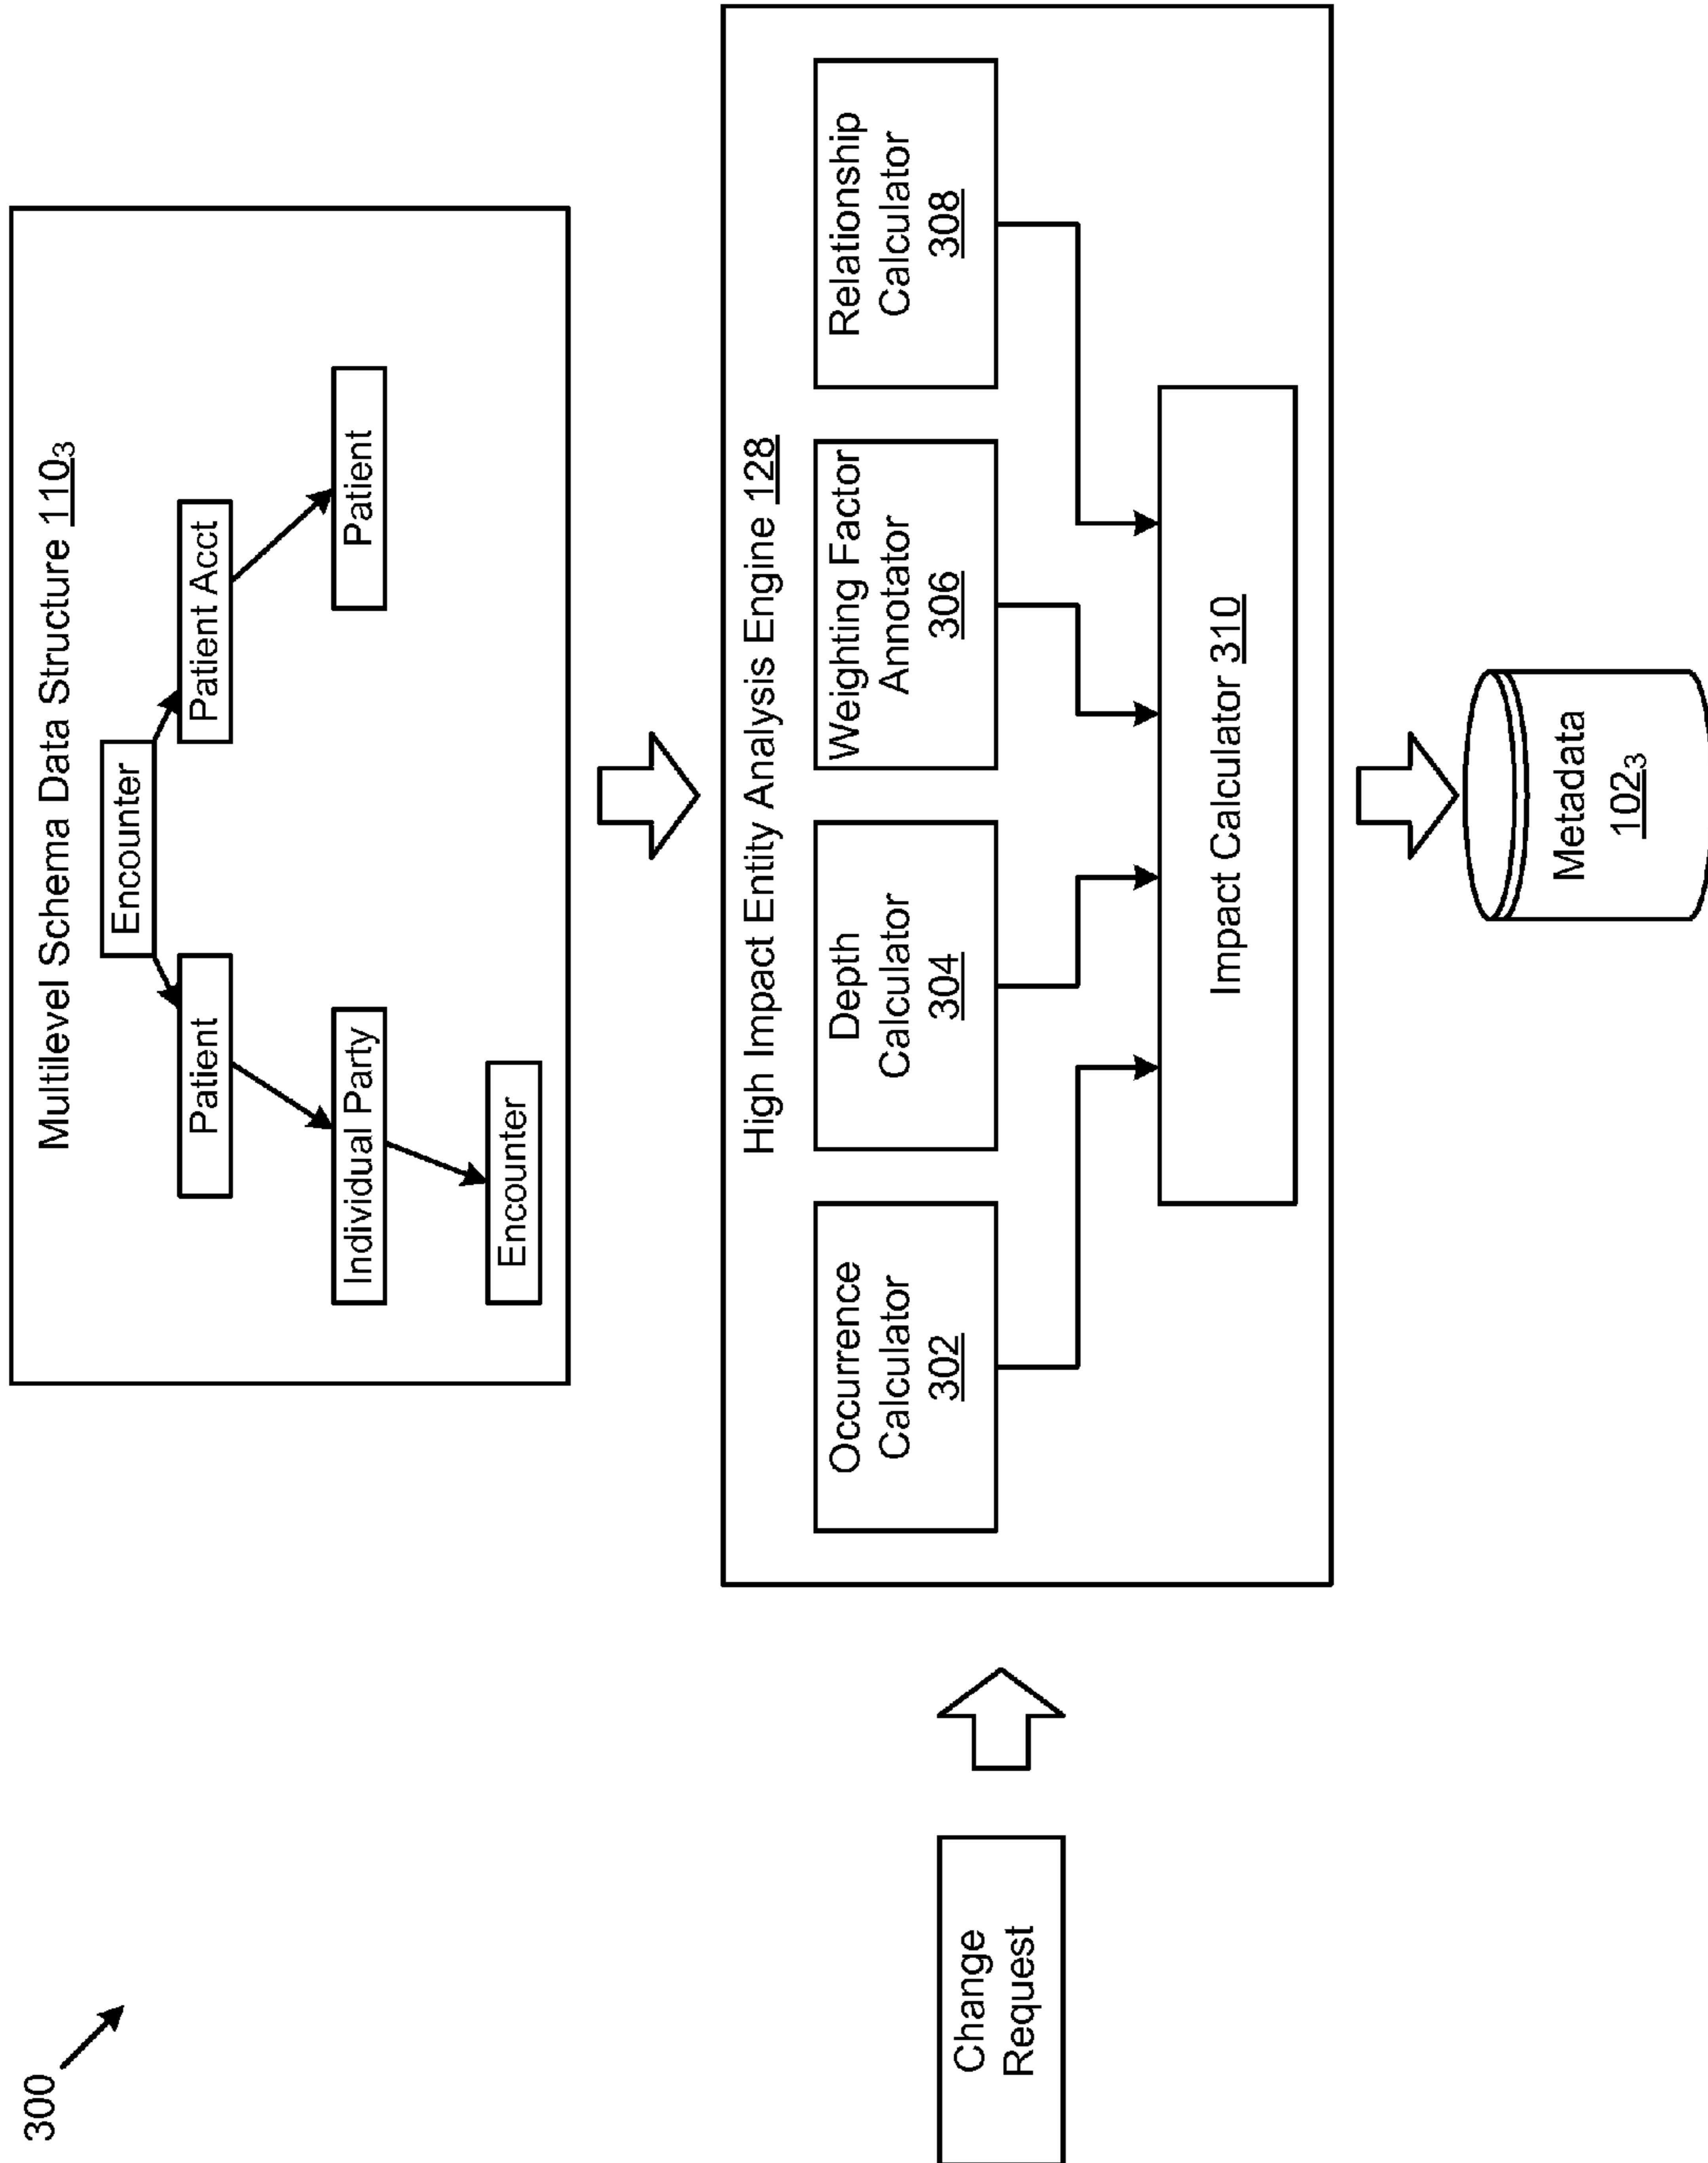 300
Multilevel Schema Data Structure 110₃
Encounter
Patient
Patient Acct
Individual Party
Patient
Encounter
Change
Request
High Impact Entity Analysis Engine 128
Occurrence
Calculator
302
Depth
Calculator
304
Weighting Factor
Annotator
306
Relationship
Calculator
308
Impact Calculator 310
Metadata
102₃